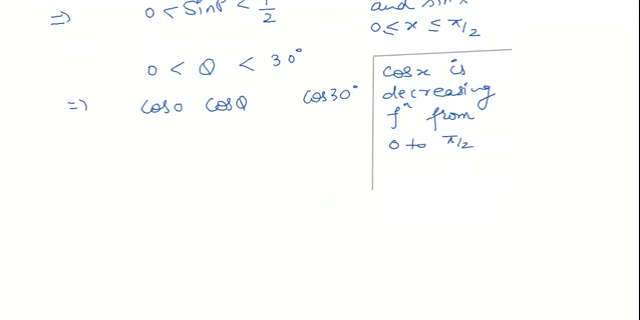 ⇒ 0 < sinθ < 1/2
0 < θ < 30°
⇒ cos0 cosθ cos30°
and sin x
0 ≤ x ≤ π/2
cosx is
decreasing
fⁿ from
0 to π/2